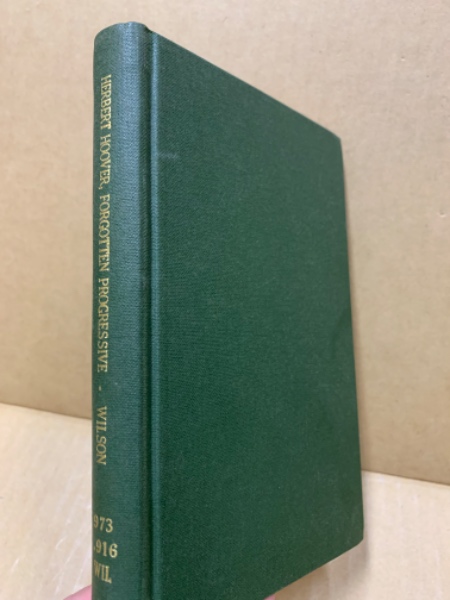 HERBERT HOOVER, FORGOTTEN PROGRESSIVE - WILSON
973
.916
WIL